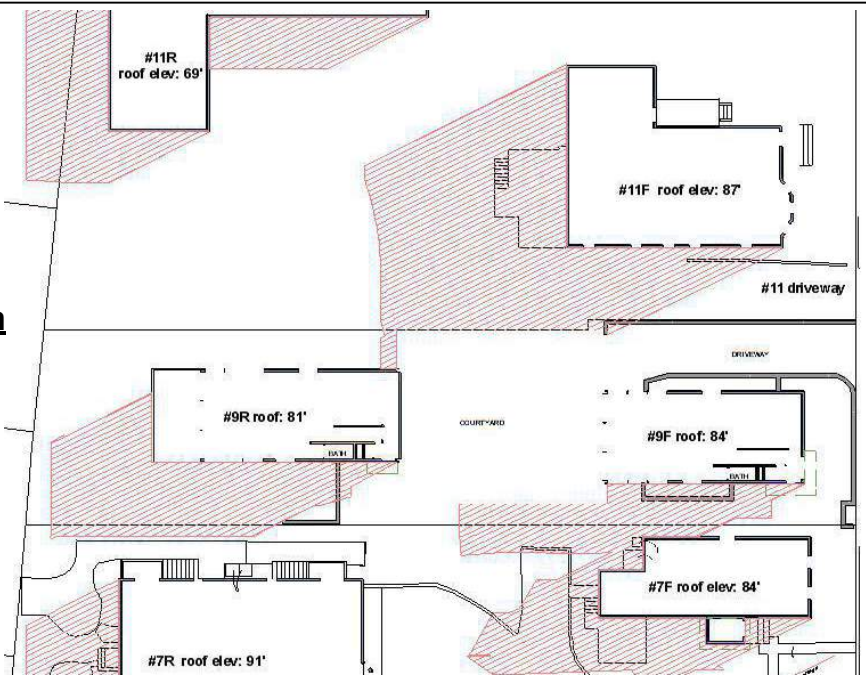 #11R
roof elev: 69'
#11F roof elev: 87'
#11 driveway
DRIVEWAY
#9R roof: 81'
COURTYARD
#9F roof: 84'
BATH
BATH
#7F roof elev: 84'
#7R roof elev: 91'